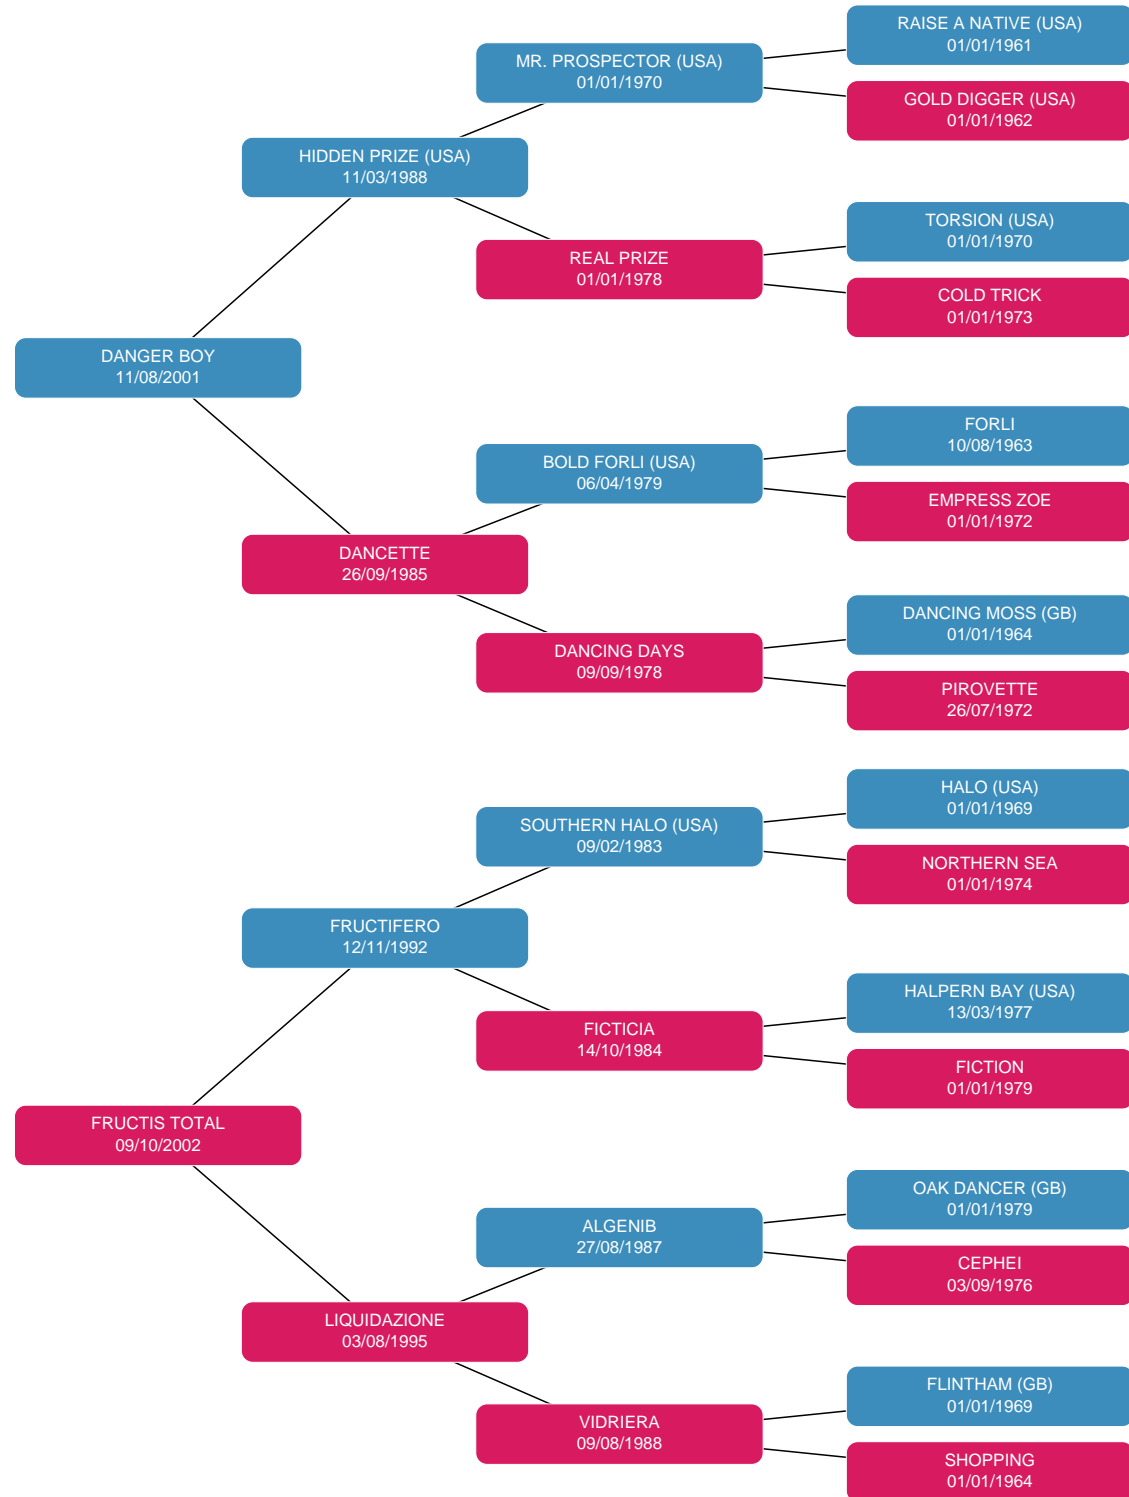 RAISE A NATIVE (USA)
01/01/1961
MR. PROSPECTOR (USA)
01/01/1970
GOLD DIGGER (USA)
01/01/1962
HIDDEN PRIZE (USA)
11/03/1988
TORSION (USA)
01/01/1970
REAL PRIZE
01/01/1978
COLD TRICK
01/01/1973
DANGER BOY
11/08/2001
FORLI
10/08/1963
BOLD FORLI (USA)
06/04/1979
EMPRESS ZOE
01/01/1972
DANCETTE
26/09/1985
DANCING MOSS (GB)
01/01/1964
DANCING DAYS
09/09/1978
PIROVETTE
26/07/1972
HALO (USA)
01/01/1969
SOUTHERN HALO (USA)
09/02/1983
NORTHERN SEA
01/01/1974
FRUCTIFERO
12/11/1992
HALPERN BAY (USA)
13/03/1977
FICTICIA
14/10/1984
FICTION
01/01/1979
FRUCTIS TOTAL
09/10/2002
OAK DANCER (GB)
01/01/1979
ALGENIB
27/08/1987
CEPHEI
03/09/1976
LIQUIDAZIONE
03/08/1995
FLINTHAM (GB)
01/01/1969
VIDRIERA
09/08/1988
SHOPPING
01/01/1964